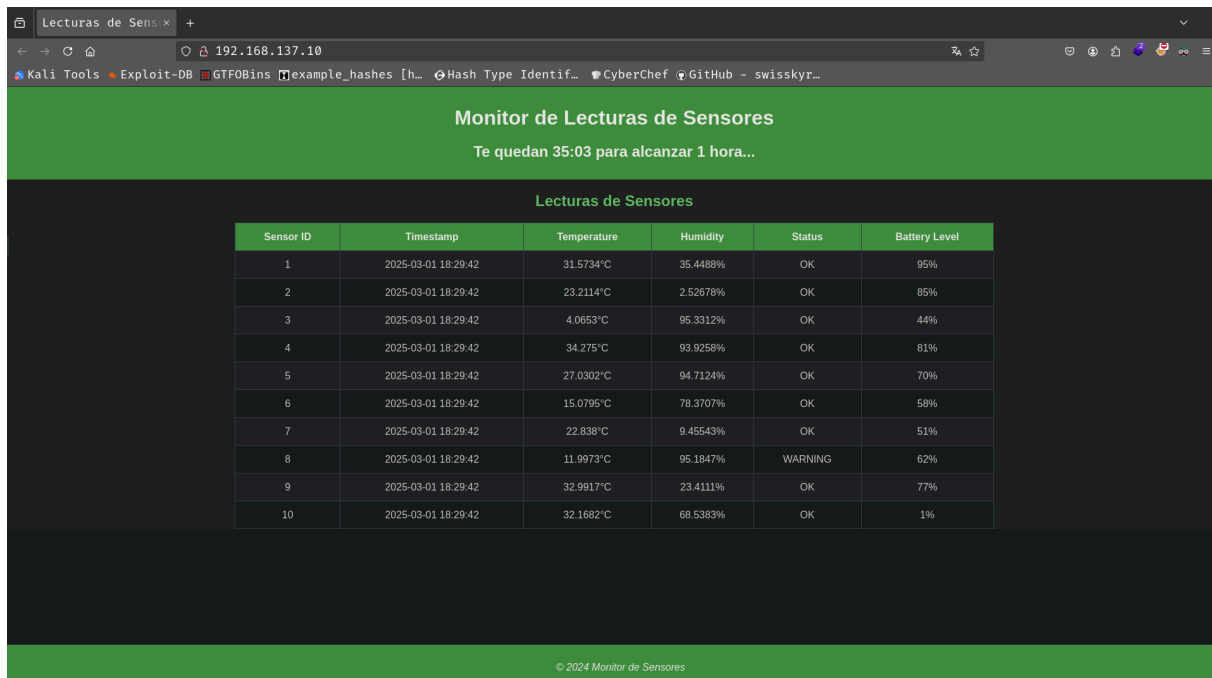 Lecturas de Sens
192.168.137.10
Kali Tools Exploit-DB GTFOBins example_hashes [h… Hash Type Identif… CyberChef GitHub - swisskyr…
Monitor de Lecturas de Sensores
Te quedan 35:03 para alcanzar 1 hora...
Lecturas de Sensores
Sensor ID Timestamp Temperature Humidity Status Battery Level
1 2025-03-01 18:29:42 31.5734°C 35.4488% OK 95%
2 2025-03-01 18:29:42 23.2114°C 2.52678% OK 85%
3 2025-03-01 18:29:42 4.0653°C 95.3312% OK 44%
4 2025-03-01 18:29:42 34.275°C 93.9258% OK 81%
5 2025-03-01 18:29:42 27.0302°C 94.7124% OK 70%
6 2025-03-01 18:29:42 15.0795°C 78.3707% OK 58%
7 2025-03-01 18:29:42 22.838°C 9.45543% OK 51%
8 2025-03-01 18:29:42 11.9973°C 95.1847% WARNING 62%
9 2025-03-01 18:29:42 32.9917°C 23.4111% OK 77%
10 2025-03-01 18:29:42 32.1682°C 68.5383% OK 1%
© 2024 Monitor de Sensores